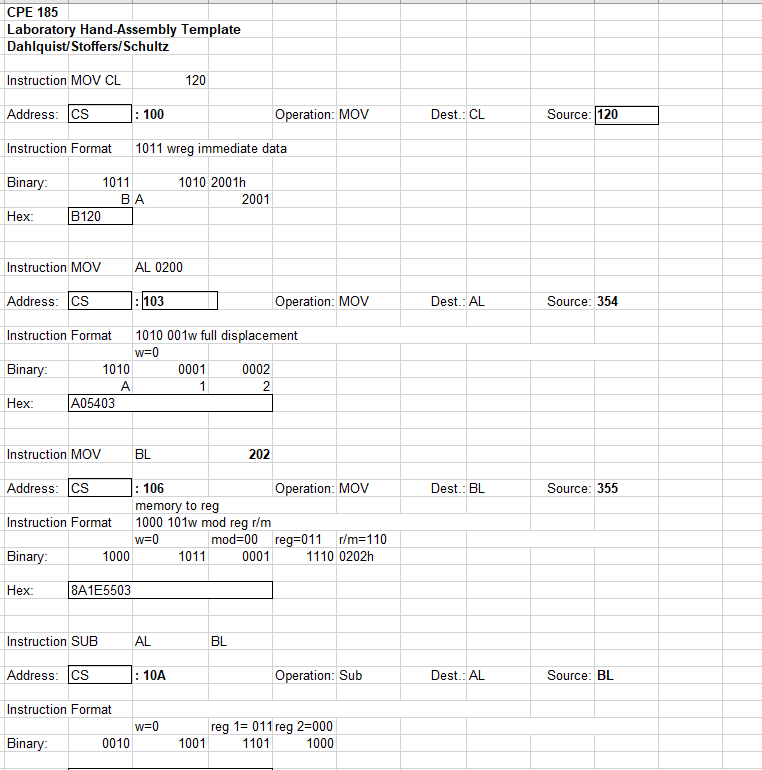 CPE 185
Laboratory Hand-Assembly Template
Dahlquist/Stoffers/Schultz
Instruction MOV CL 120
Address: CS : 100 Operation: MOV Dest.: CL Source: 120
Instruction Format 1011 wreg immediate data
Binary: 1011 1010 2001h
B A 2001
Hex: B120
Instruction MOV AL 0200
Address: CS : 103 Operation: MOV Dest.: AL Source: 354
Instruction Format 1010 001w full displacement
w=0
Binary: 1010 0001 0002
A 1 2
Hex: A05403
Instruction MOV BL 202
Address: CS : 106 Operation: MOV Dest.: BL Source: 355
memory to reg
Instruction Format 1000 101w mod reg r/m
w=0 mod=00 reg=011 r/m=110
Binary: 1000 1011 0001 1110 0202h
Hex: 8A1E5503
Instruction SUB AL BL
Address: CS : 10A Operation: Sub Dest.: AL Source: BL
Instruction Format
w=0 reg 1= 011 reg 2=000
Binary: 0010 1001 1101 1000